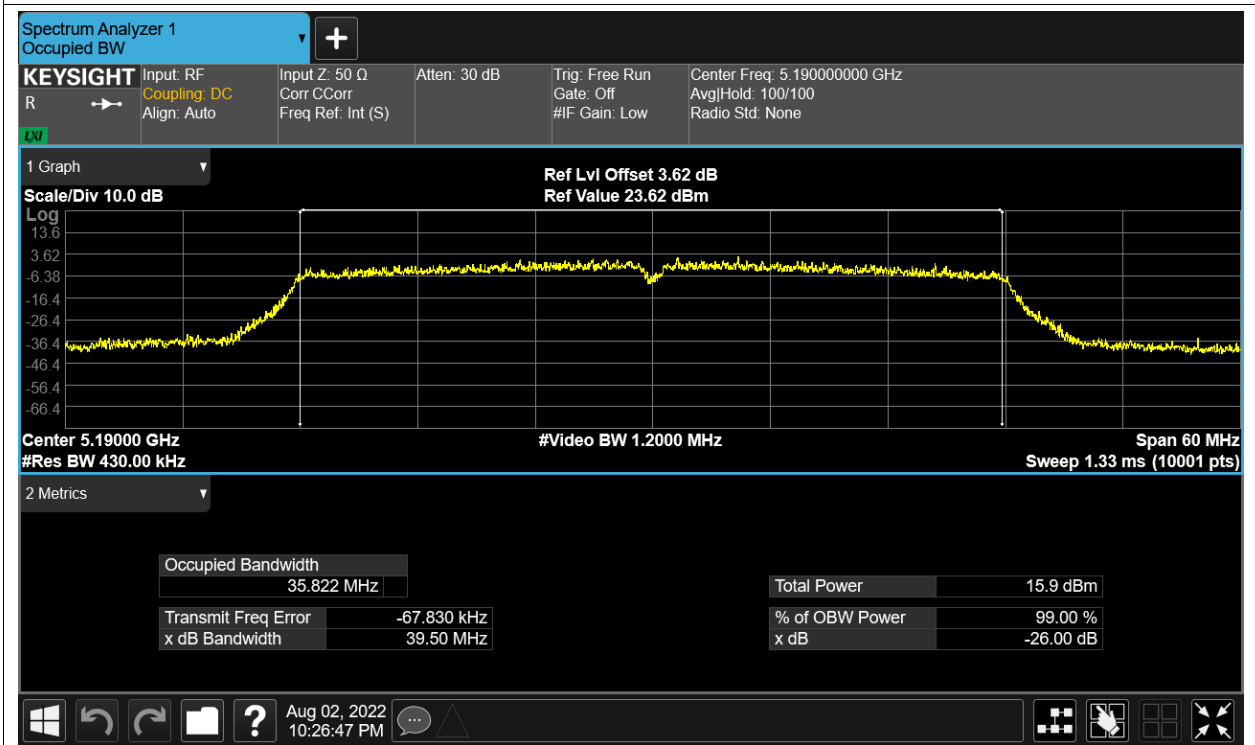 Spectrum Analyzer 1
Occupied BW
KEYSIGHT
R
LXI
Input: RF
Coupling: DC
Align: Auto
Input Z: 50 Ω
Corr CCorr
Freq Ref: Int (S)
Atten: 30 dB
Trig: Free Run
Gate: Off
#IF Gain: Low
Center Freq: 5.190000000 GHz
Avg|Hold: 100/100
Radio Std: None
1 Graph
Scale/Div 10.0 dB
Ref Lvl Offset 3.62 dB
Ref Value 23.62 dBm
Log
13.6
3.62
-6.38
-16.4
-26.4
-36.4
-46.4
-56.4
-66.4
Center 5.19000 GHz
#Res BW 430.00 kHz
#Video BW 1.2000 MHz
Span 60 MHz
Sweep 1.33 ms (10001 pts)
2 Metrics
Occupied Bandwidth
35.822 MHz
Transmit Freq Error -67.830 kHz
x dB Bandwidth 39.50 MHz
Total Power 15.9 dBm
% of OBW Power 99.00 %
x dB -26.00 dB
?
Aug 02, 2022
10:26:47 PM